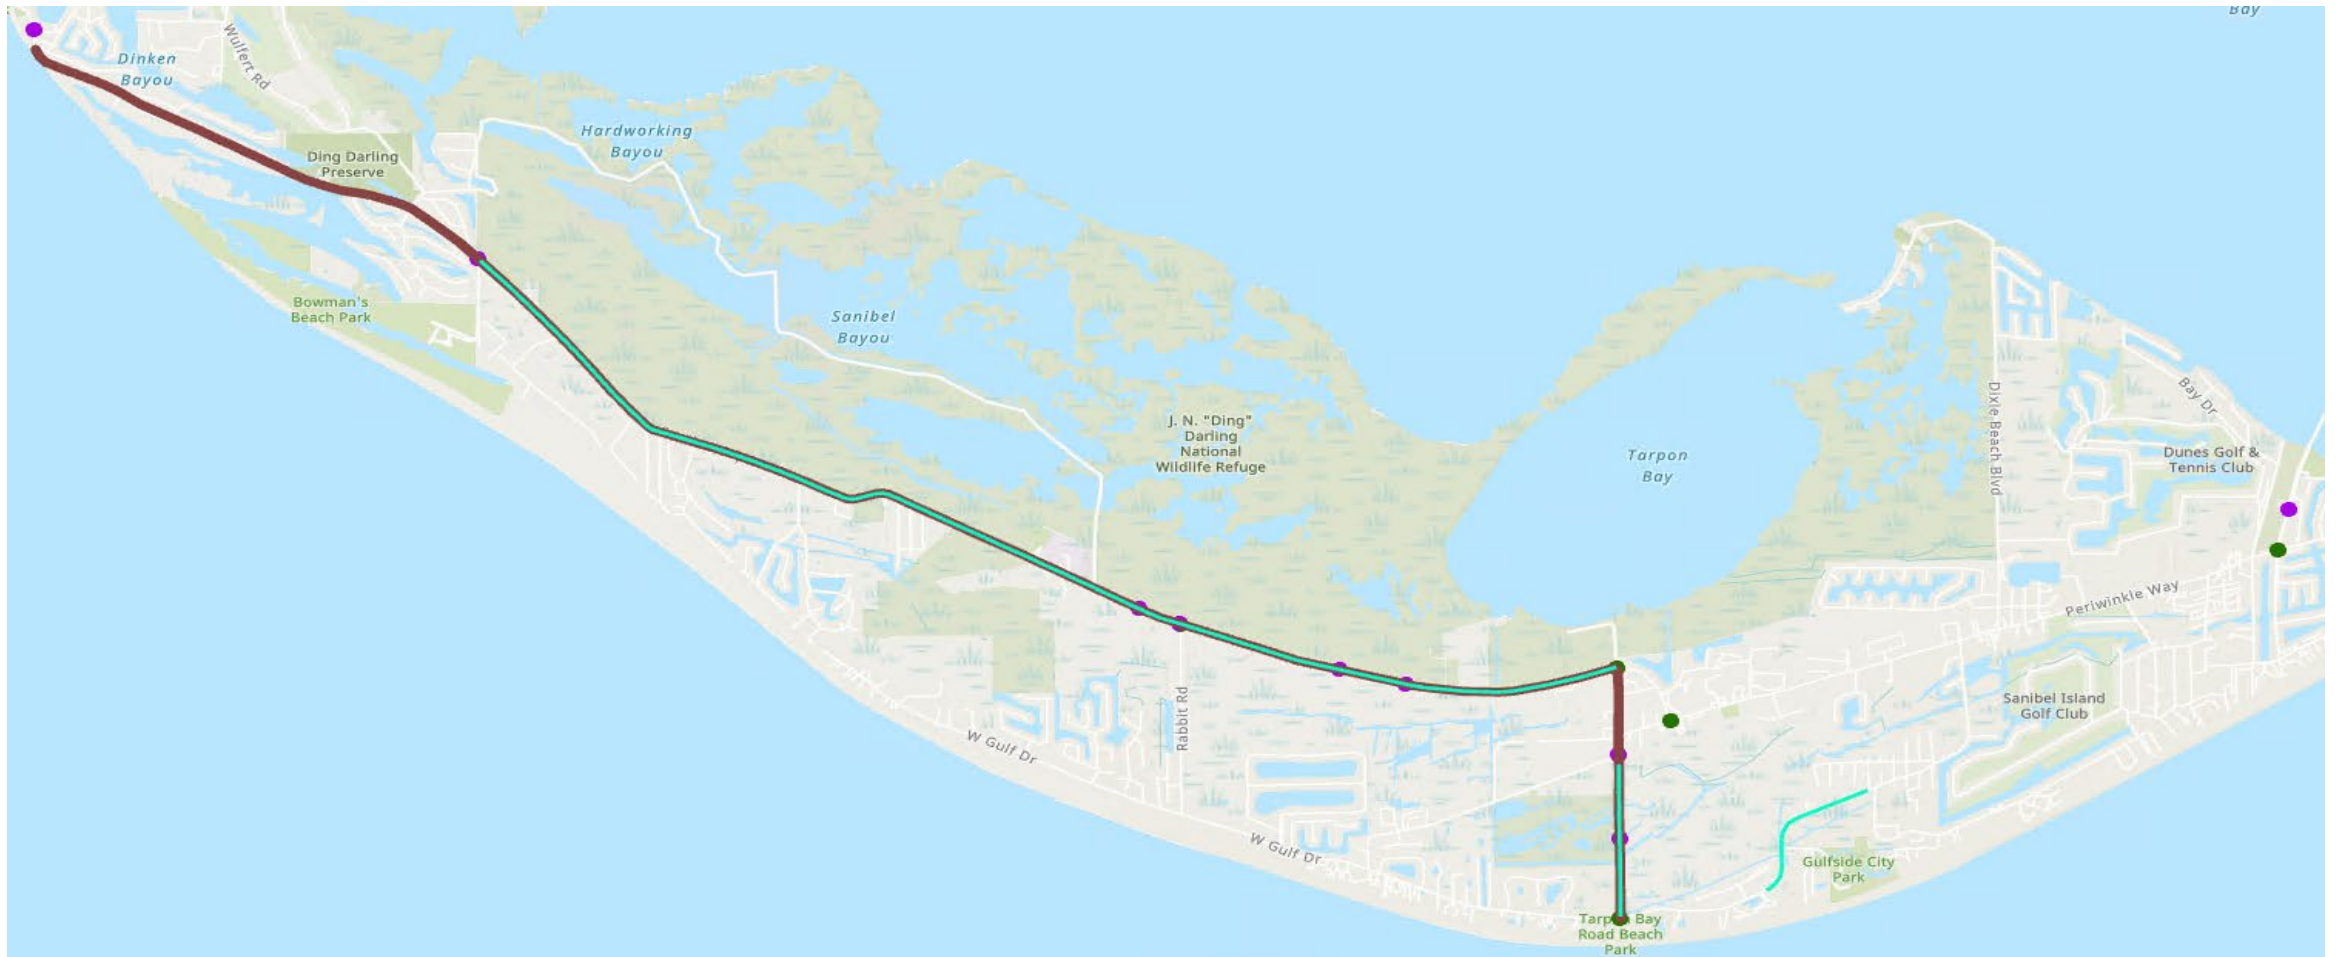 Bay
Wulfert Rd
Dinken
Bayou
Hardworking
Bayou
Ding Darling
Preserve
Bowman's
Beach Park
Sanibel
Bayou
J. N. "Ding"
Darling
National
Wildlife Refuge
Tarpon
Bay
Dixie Beach Blvd
Bay Dr
Dunes Golf &
Tennis Club
Periwinkle Way
Rabbit Rd
W Gulf Dr
Sanibel Island
Golf Club
W Gulf Dr
Gulfside City
Park
Tarpon Bay
Road Beach
Park